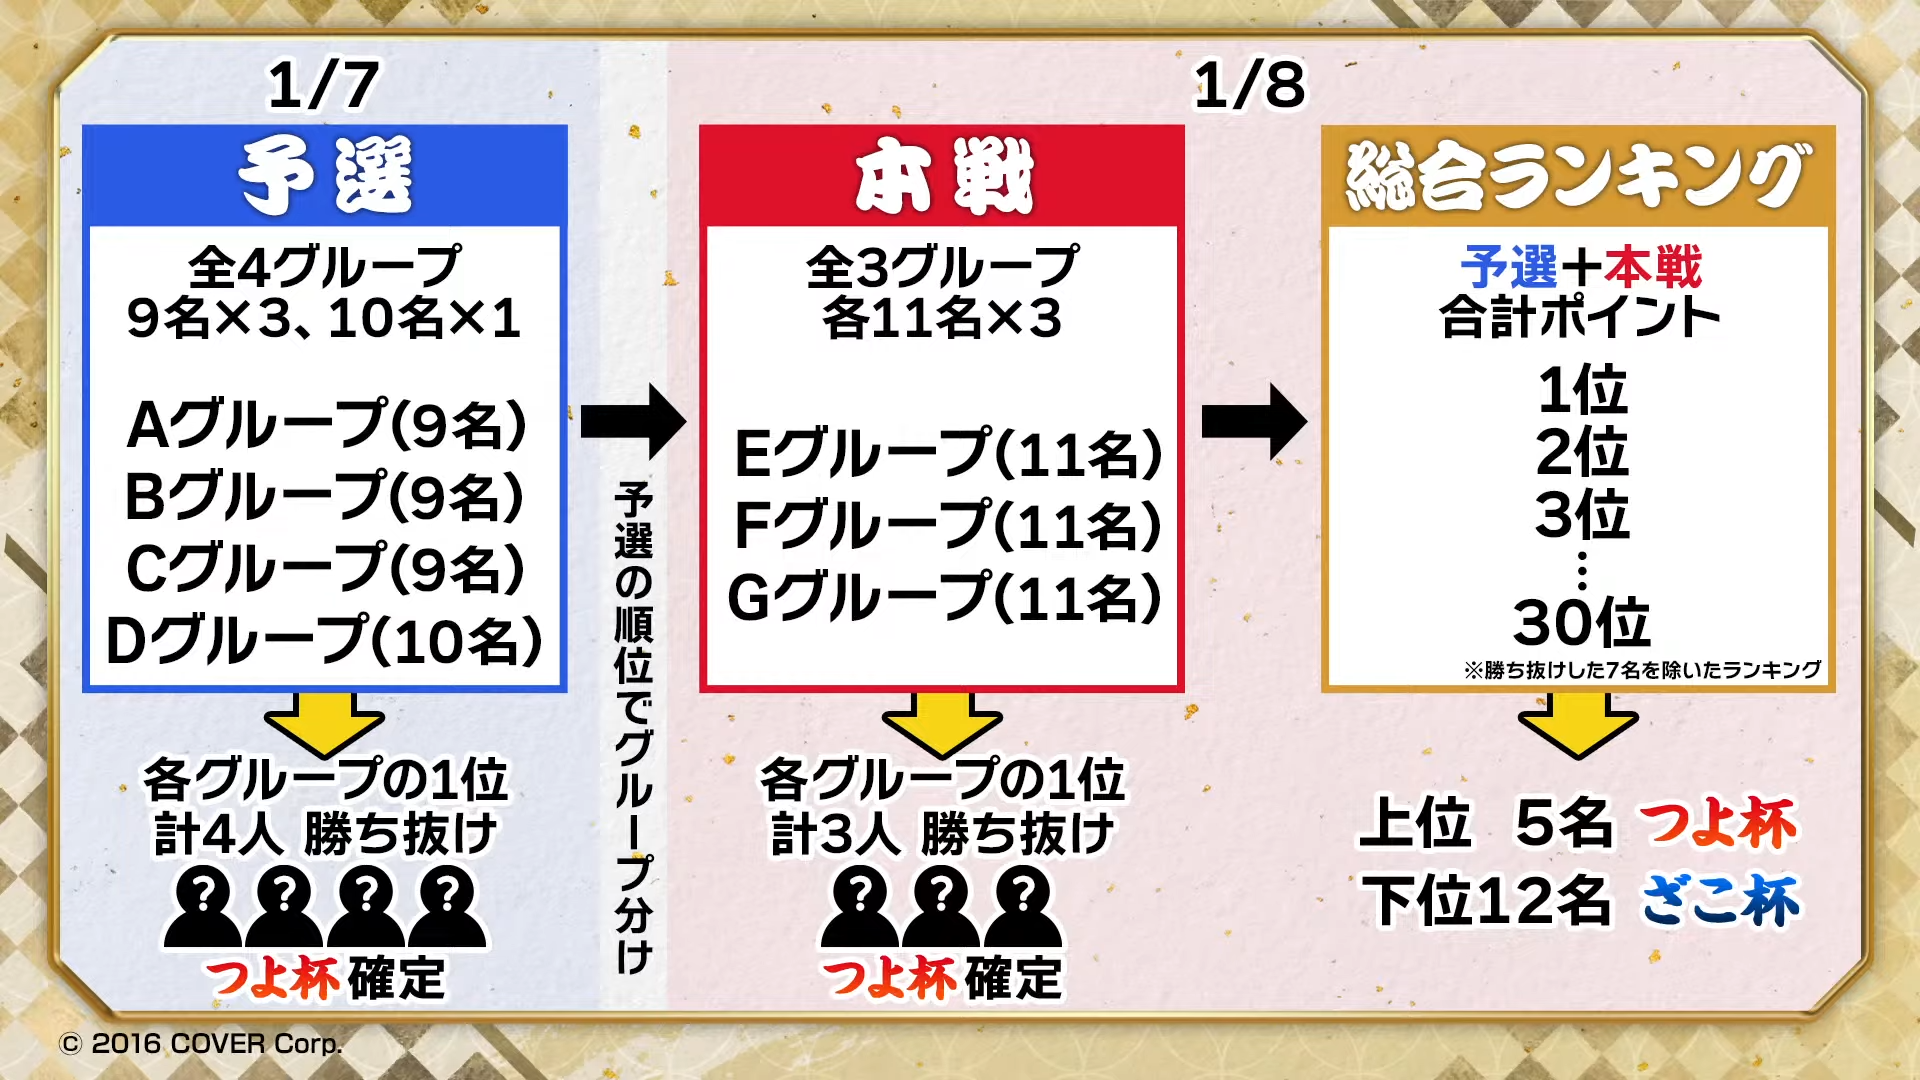 1/7
予選
全4グループ
9名×3、10名×1
Aグループ(9名)
Bグループ(9名)
Cグループ(9名)
Dグループ(10名)
各グループの1位
計4人 勝ち抜け
? ? ? ?
つよ杯確定
予選の順位でグループ分け
1/8
本戦
全3グループ
各11名×3
Eグループ(11名)
Fグループ(11名)
Gグループ(11名)
各グループの1位
計3人 勝ち抜け
? ? ?
つよ杯確定
総合ランキング
予選+本戦
合計ポイント
1位
2位
3位
⋮
30位
※勝ち抜けした7名を除いたランキング
上位 5名 つよ杯
下位12名 ざこ杯
© 2016 COVER Corp.